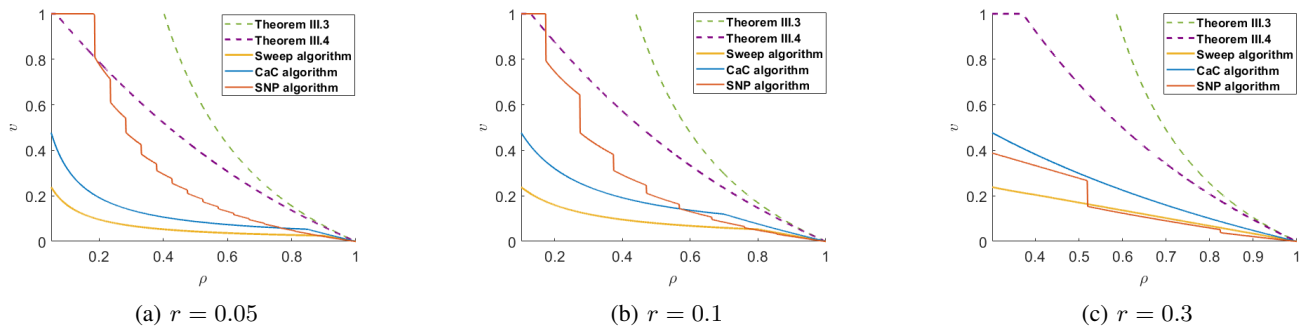 1
0.8
0.6
0.4
0.2
0
v
0.2
0.4
0.6
0.8
1
ρ
Theorem III.3
Theorem III.4
Sweep algorithm
CaC algorithm
SNP algorithm
(a) r = 0.05
1
0.8
0.6
0.4
0.2
0
v
0.2
0.4
0.6
0.8
1
ρ
Theorem III.3
Theorem III.4
Sweep algorithm
CaC algorithm
SNP algorithm
(b) r = 0.1
1
0.8
0.6
0.4
0.2
0
v
0.4
0.5
0.6
0.7
0.8
0.9
1
ρ
Theorem III.3
Theorem III.4
Sweep algorithm
CaC algorithm
SNP algorithm
(c) r = 0.3